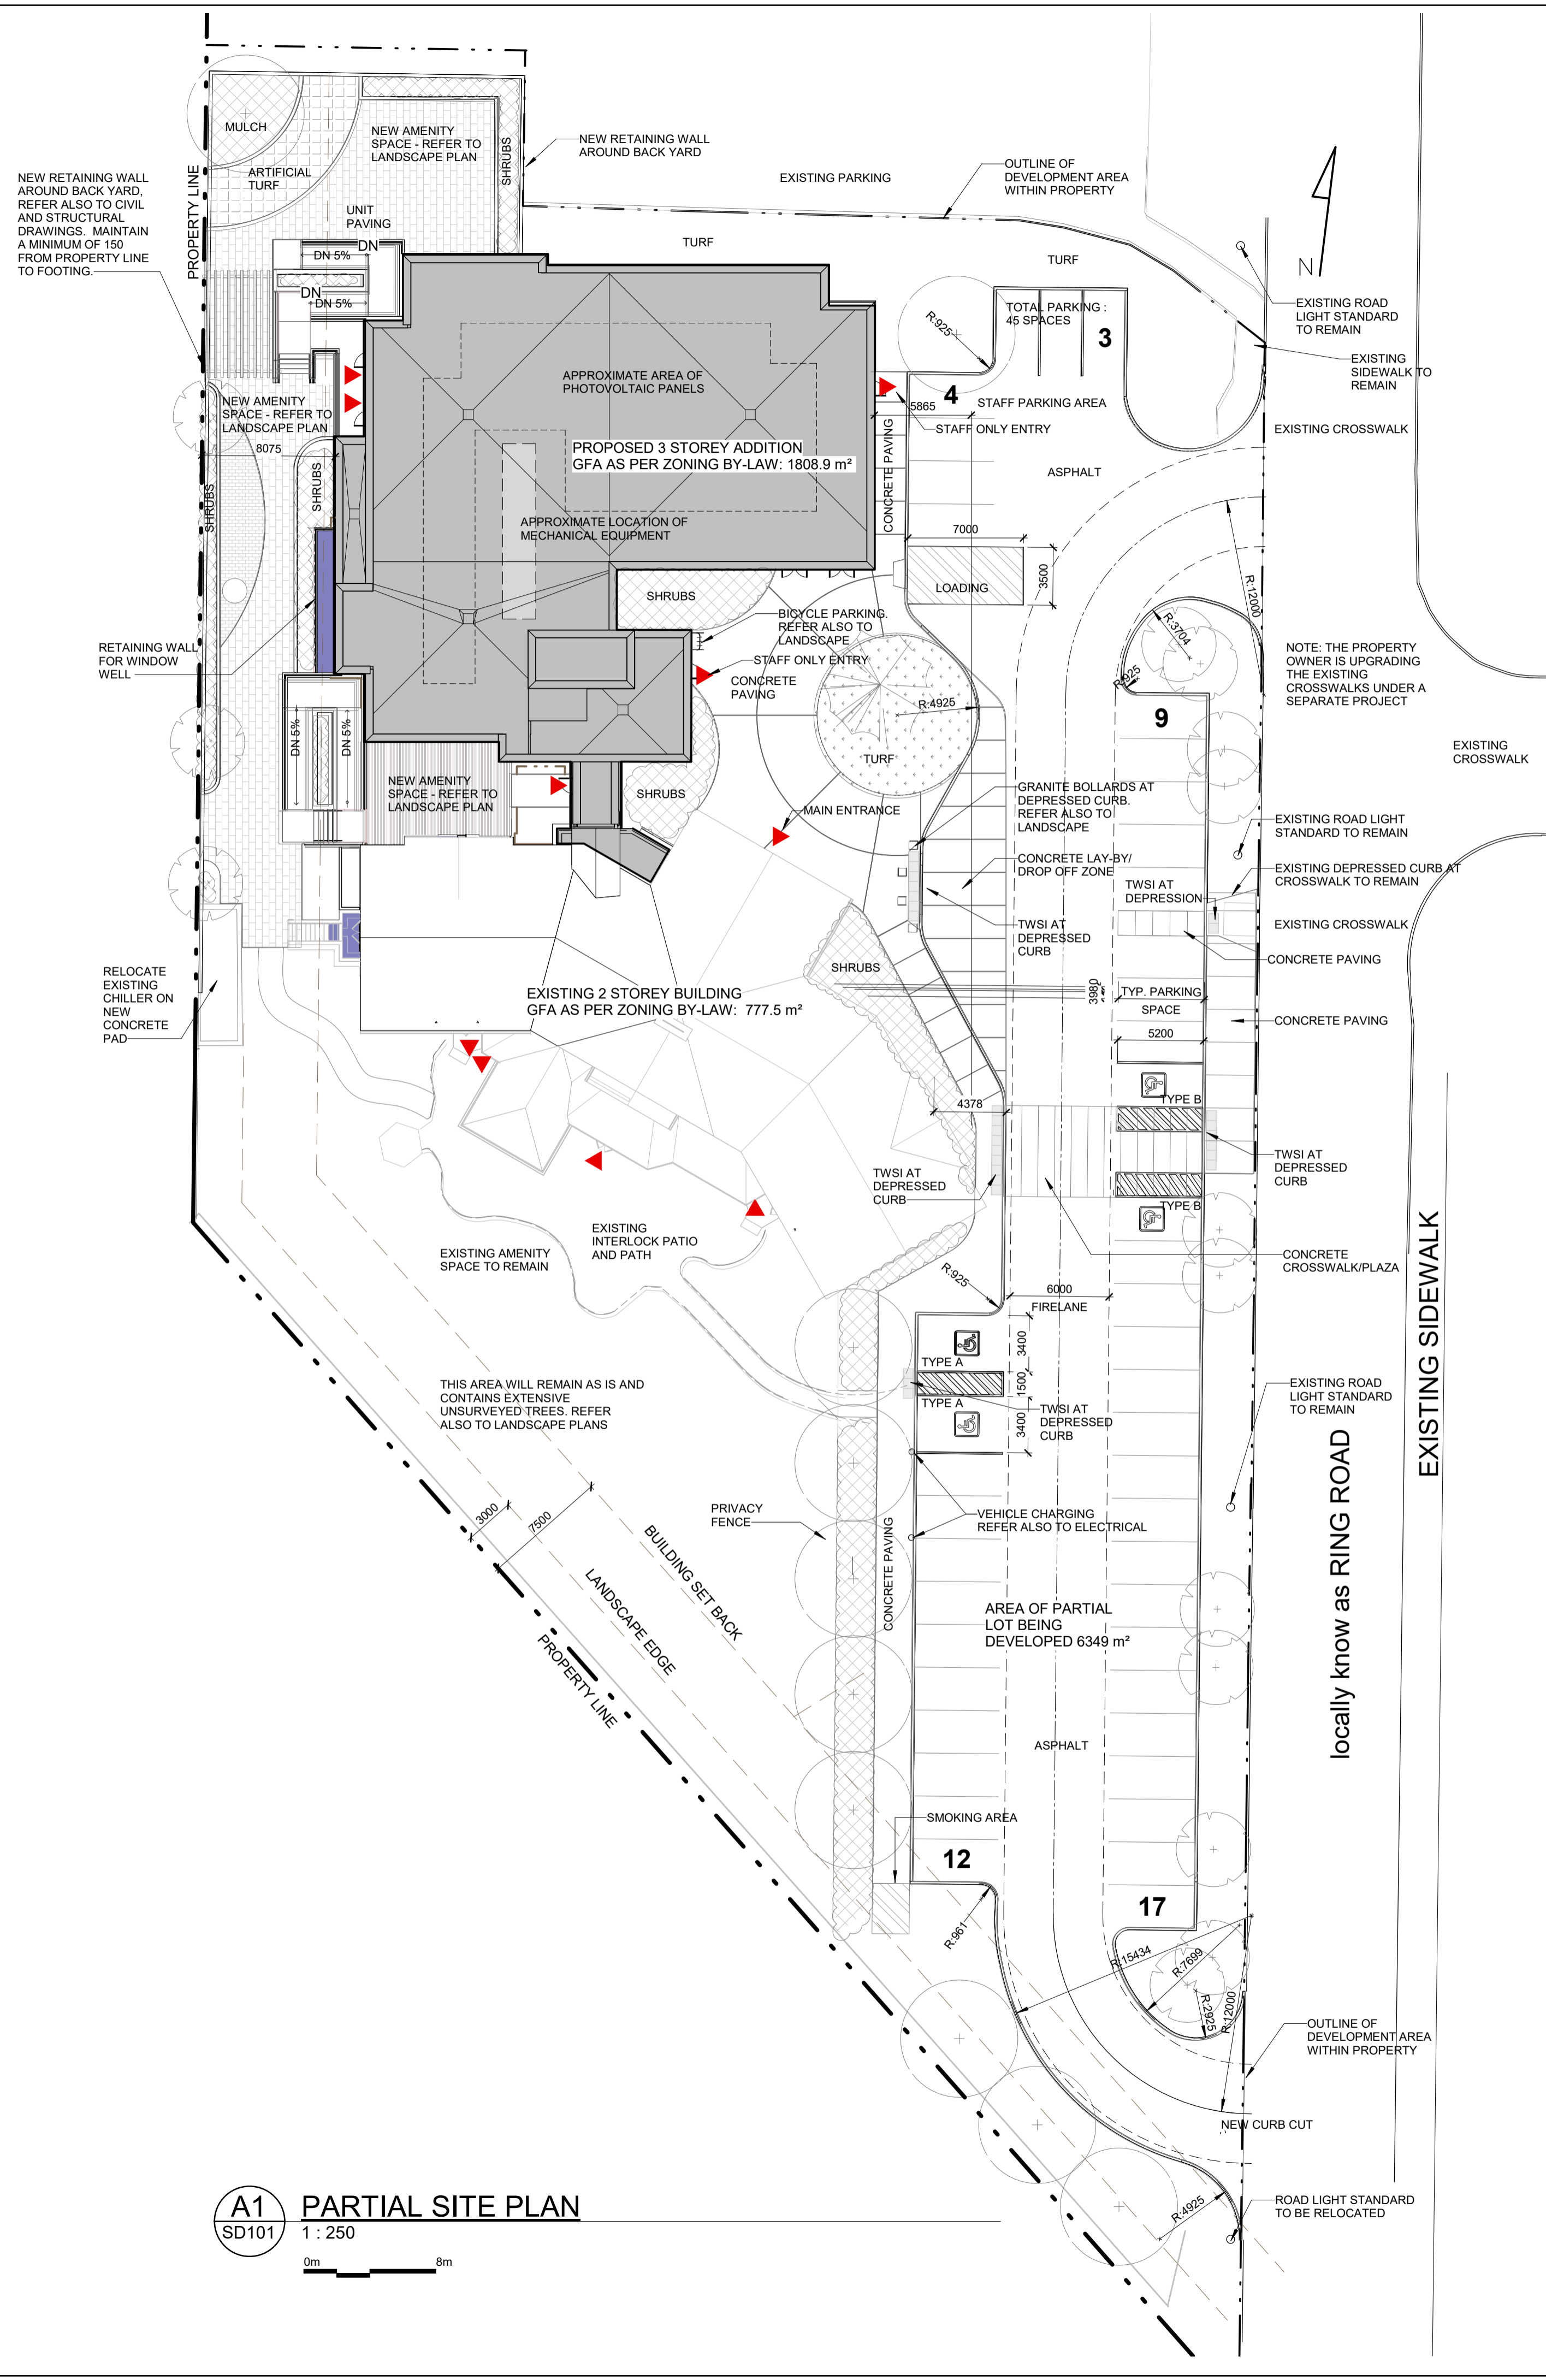 MULCH
NEW AMENITY
SPACE - REFER TO
LANDSCAPE PLAN
SHRUBS
NEW RETAINING WALL
AROUND BACK YARD
EXISTING PARKING
OUTLINE OF
DEVELOPMENT AREA
WITHIN PROPERTY
NEW RETAINING WALL
AROUND BACK YARD,
REFER ALSO TO CIVIL
AND STRUCTURAL
DRAWINGS. MAINTAIN
A MINIMUM OF 150
FROM PROPERTY LINE
TO FOOTING.
PROPERTY LINE
ARTIFICIAL
TURF
UNIT
PAVING
DN
DN 5%
DN
DN 5%
TURF
TURF
N
EXISTING ROAD
LIGHT STANDARD
TO REMAIN
TOTAL PARKING :
45 SPACES
3
R:925
EXISTING
SIDEWALK TO
REMAIN
APPROXIMATE AREA OF
PHOTOVOLTAIC PANELS
4
5865
STAFF PARKING AREA
STAFF ONLY ENTRY
EXISTING CROSSWALK
NEW AMENITY
SPACE - REFER TO
LANDSCAPE PLAN
8075
SHRUBS
SHRUBS
PROPOSED 3 STOREY ADDITION
GFA AS PER ZONING BY-LAW: 1808.9 m²
CONCRETE PAVING
ASPHALT
APPROXIMATE LOCATION OF
MECHANICAL EQUIPMENT
7000
3500
LOADING
R:12000
SHRUBS
BICYCLE PARKING.
REFER ALSO TO
LANDSCAPE
R:3704
R:925
RETAINING WALL
FOR WINDOW
WELL
STAFF ONLY ENTRY
CONCRETE
PAVING
R:4925
TURF
9
NOTE: THE PROPERTY
OWNER IS UPGRADING
THE EXISTING
CROSSWALKS UNDER A
SEPARATE PROJECT
EXISTING
CROSSWALK
DN 5%
DN 5%
NEW AMENITY
SPACE - REFER TO
LANDSCAPE PLAN
SHRUBS
MAIN ENTRANCE
GRANITE BOLLARDS AT
DEPRESSED CURB.
REFER ALSO TO
LANDSCAPE
EXISTING ROAD LIGHT
STANDARD TO REMAIN
CONCRETE LAY-BY/
DROP OFF ZONE
EXISTING DEPRESSED CURB AT
CROSSWALK TO REMAIN
TWSI AT
DEPRESSION
TWSI AT
DEPRESSED
CURB
EXISTING CROSSWALK
CONCRETE PAVING
SHRUBS
RELOCATE
EXISTING
CHILLER ON
NEW
CONCRETE
PAD
EXISTING 2 STOREY BUILDING
GFA AS PER ZONING BY-LAW: 777.5 m²
3980
TYP. PARKING
SPACE
5200
CONCRETE PAVING
TYPE B
4378
TWSI AT
DEPRESSED
CURB
TWSI AT
DEPRESSED
CURB
TYPE B
EXISTING
INTERLOCK PATIO
AND PATH
EXISTING AMENITY
SPACE TO REMAIN
CONCRETE
CROSSWALK/PLAZA
R:925
6000
FIRELANE
3400
TYPE A
1500
TYPE A
3400
TWSI AT
DEPRESSED
CURB
THIS AREA WILL REMAIN AS IS AND
CONTAINS EXTENSIVE
UNSURVEYED TREES. REFER
ALSO TO LANDSCAPE PLANS
EXISTING ROAD
LIGHT STANDARD
TO REMAIN
EXISTING SIDEWALK
locally know as RING ROAD
3000
7500
PRIVACY
FENCE
VEHICLE CHARGING
REFER ALSO TO ELECTRICAL
CONCRETE PAVING
BUILDING SET BACK
LANDSCAPE EDGE
PROPERTY LINE
AREA OF PARTIAL
LOT BEING
DEVELOPED 6349 m²
ASPHALT
SMOKING AREA
12
17
R:961
R:15434
R:7699
R:2925
R:12000
OUTLINE OF
DEVELOPMENT AREA
WITHIN PROPERTY
NEW CURB CUT
R:4925
ROAD LIGHT STANDARD
TO BE RELOCATED
A1
SD101
PARTIAL SITE PLAN
1 : 250
0m
8m